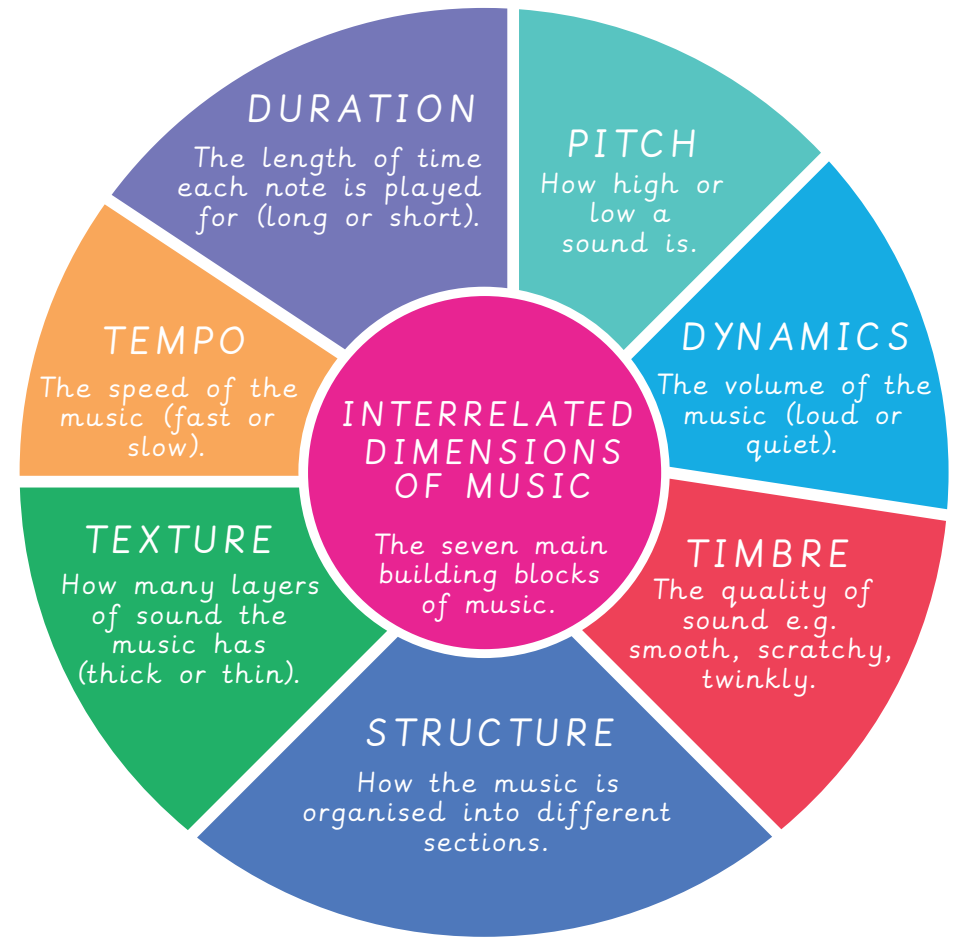 DURATION
The length of time
each note is played
for (long or short).
PITCH
How high or
low a
sound is.
DYNAMICS
The volume of the
music (loud or
quiet).
TIMBRE
The quality of
sound e.g.
smooth, scratchy,
twinkly.
STRUCTURE
How the music is
organised into different
sections.
TEXTURE
How many layers
of sound the
music has
(thick or thin).
TEMPO
The speed of the
music (fast or
slow).
INTERRELATED
DIMENSIONS
OF MUSIC
The seven main
building blocks
of music.